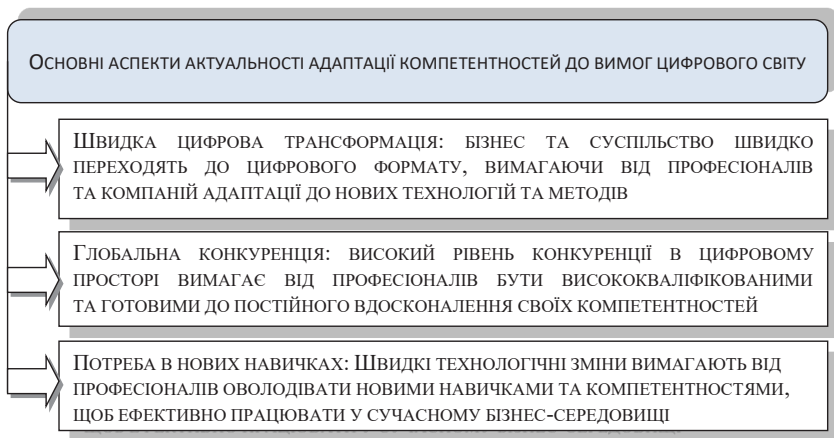 Основні аспекти актуальності адаптації компетентностей до вимог цифрового світу
Швидка цифрова трансформація: бізнес та суспільство швидко
переходять до цифрового формату, вимагаючи від професіоналів
та компаній адаптації до нових технологій та методів
Глобальна конкуренція: високий рівень конкуренції в цифровому
просторі вимагає від професіоналів бути висококваліфікованими
та готовими до постійного вдосконалення своїх компетентностей
Потреба в нових навичках: Швидкі технологічні зміни вимагають від
професіоналів оволодівати новими навичками та компетентностями,
щоб ефективно працювати у сучасному бізнес-середовищі